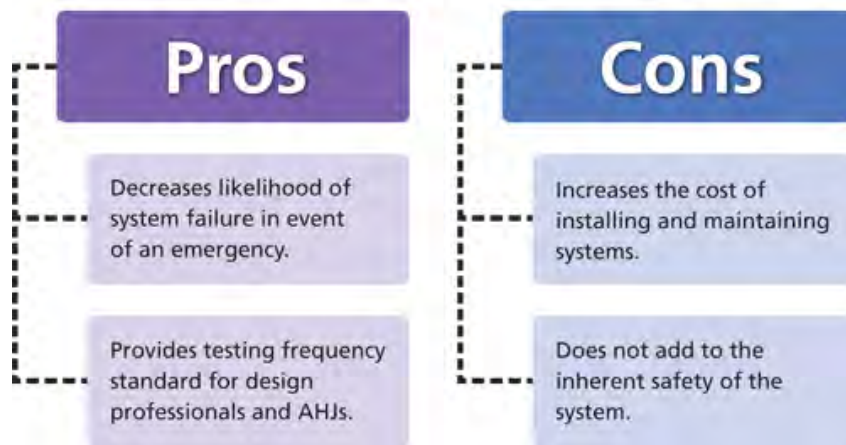 Pros
Decreases likelihood of
system failure in event
of an emergency.
Provides testing frequency
standard for design
professionals and AHJs.
Cons
Increases the cost of
installing and maintaining
systems.
Does not add to the
inherent safety of the
system.